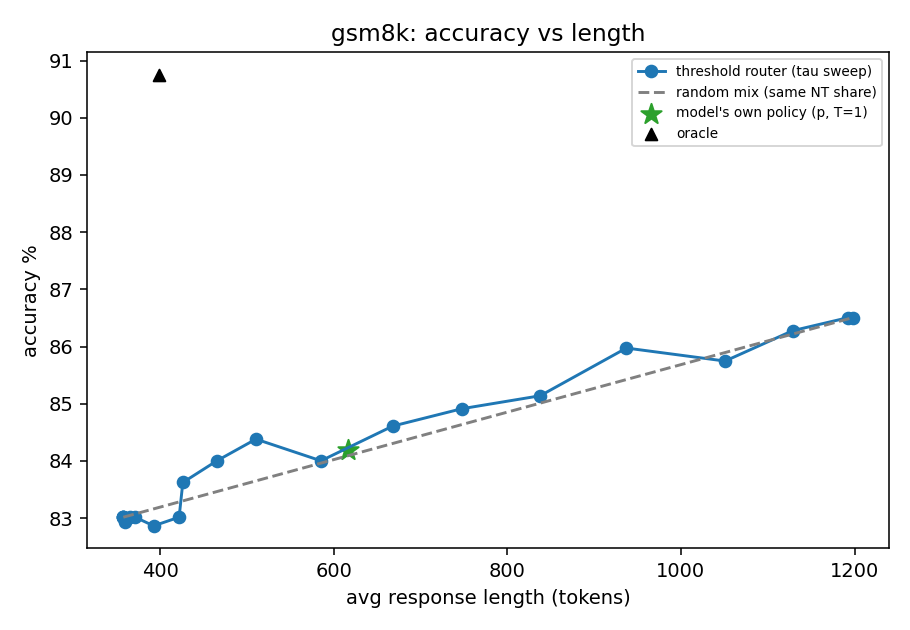 gsm8k: accuracy vs length
threshold router (tau sweep)
random mix (same NT share)
model's own policy (p, T=1)
oracle
accuracy %
91
90
89
88
87
86
85
84
83
400 600 800 1000 1200
avg response length (tokens)